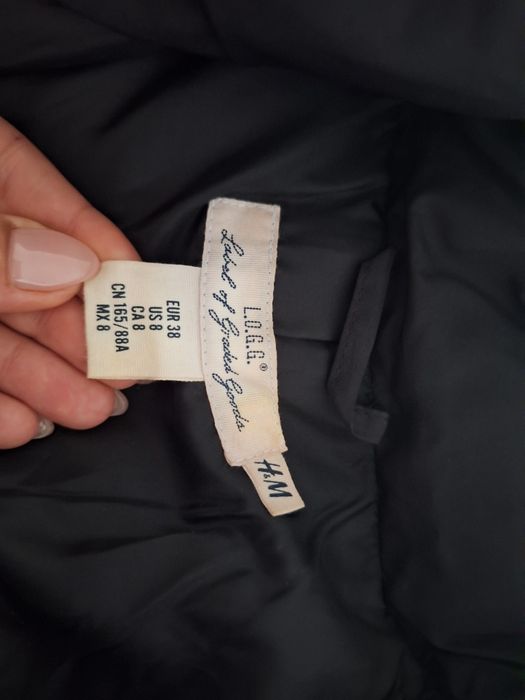 L.O.G.G.®
Label of Graded Goods
H&M
EUR 38
US 8
CA 8
CN 165/88A
MX 8